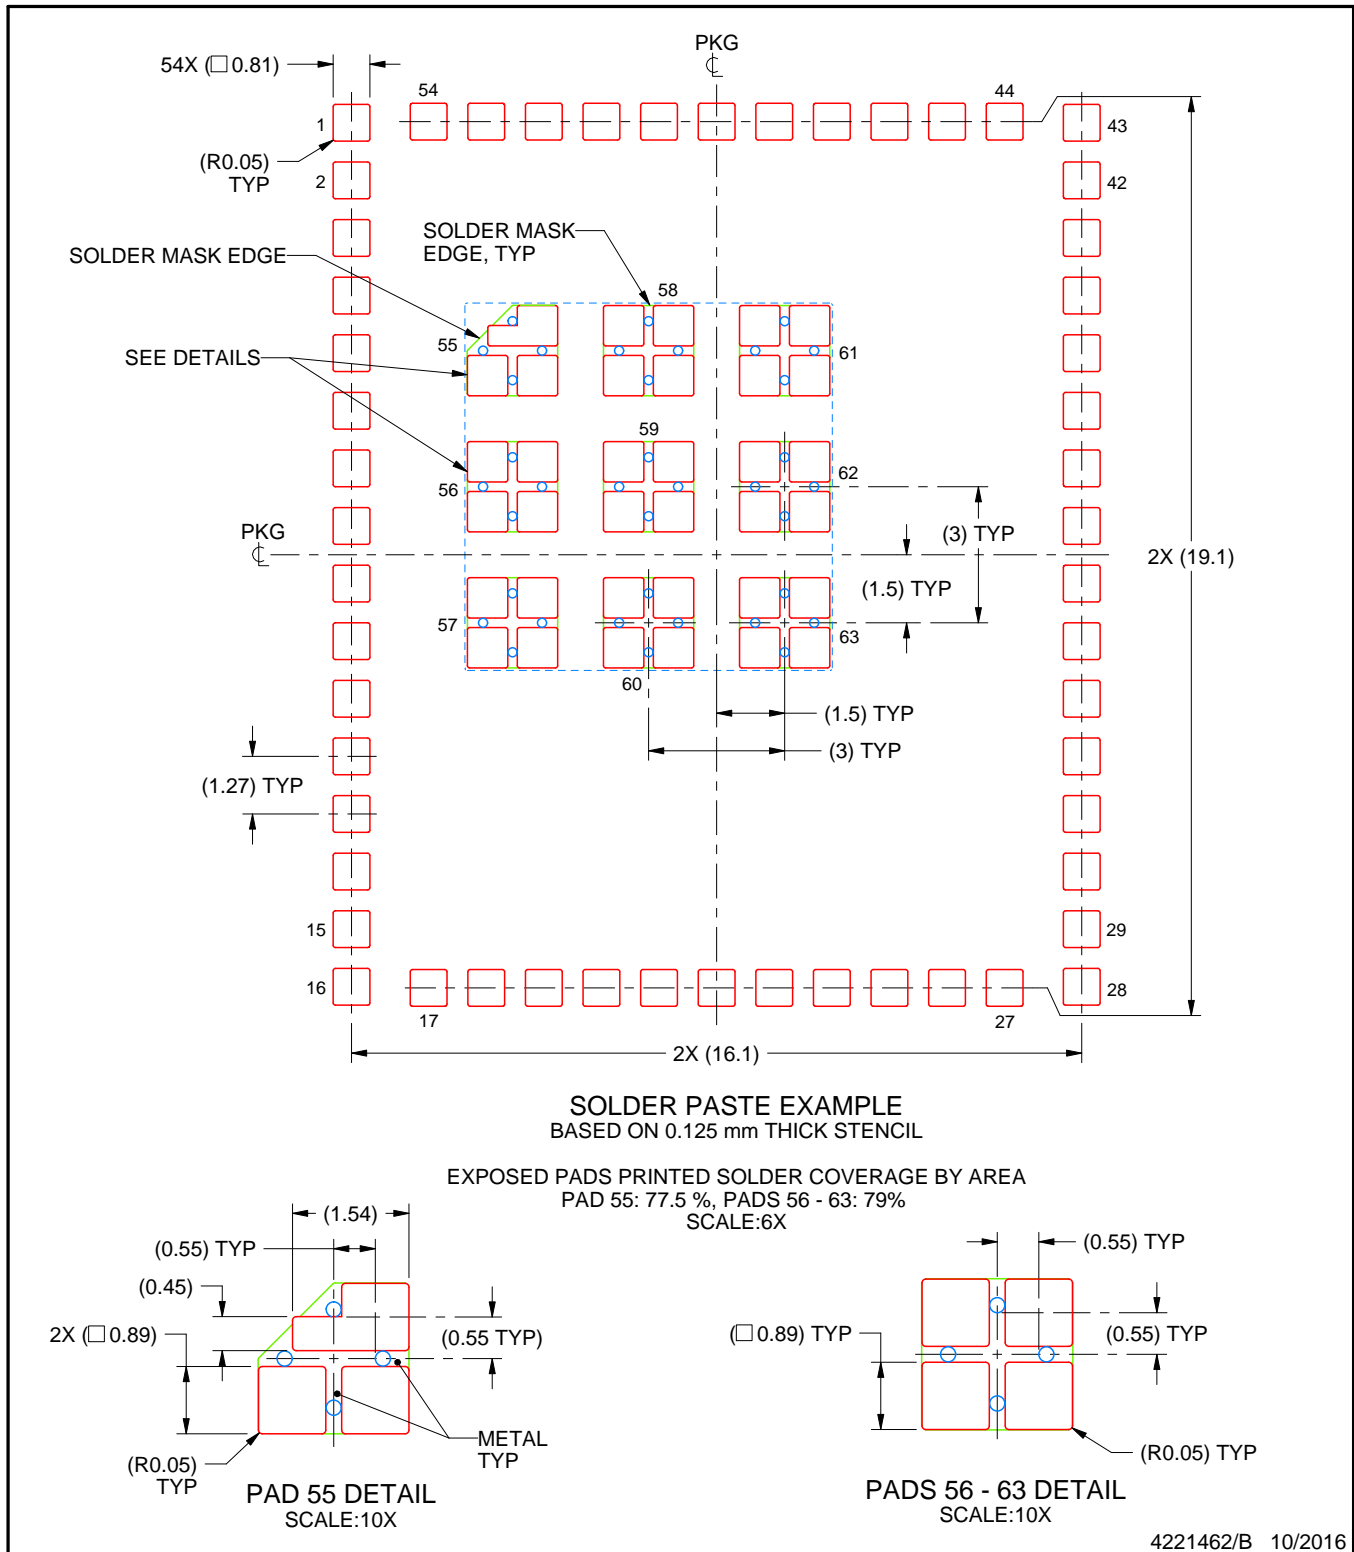 PKG
℄
54X (□ 0.81)
54
44
1
43
(R0.05)
TYP
2
42
SOLDER MASK
EDGE, TYP
SOLDER MASK EDGE
58
55
61
SEE DETAILS
59
56
62
(3) TYP
PKG
℄
2X (19.1)
(1.5) TYP
57
63
60
(1.5) TYP
(3) TYP
(1.27) TYP
15
29
16
28
17
27
2X (16.1)
SOLDER PASTE EXAMPLE
BASED ON 0.125 mm THICK STENCIL
EXPOSED PADS PRINTED SOLDER COVERAGE BY AREA
PAD 55: 77.5 %, PADS 56 - 63: 79%
SCALE:6X
(1.54)
(0.55) TYP
(0.45)
2X (□ 0.89)
(0.55 TYP)
METAL
TYP
(R0.05)
TYP
PAD 55 DETAIL
SCALE:10X
(0.55) TYP
(□ 0.89) TYP
(0.55) TYP
(R0.05) TYP
PADS 56 - 63 DETAIL
SCALE:10X
4221462/B 10/2016